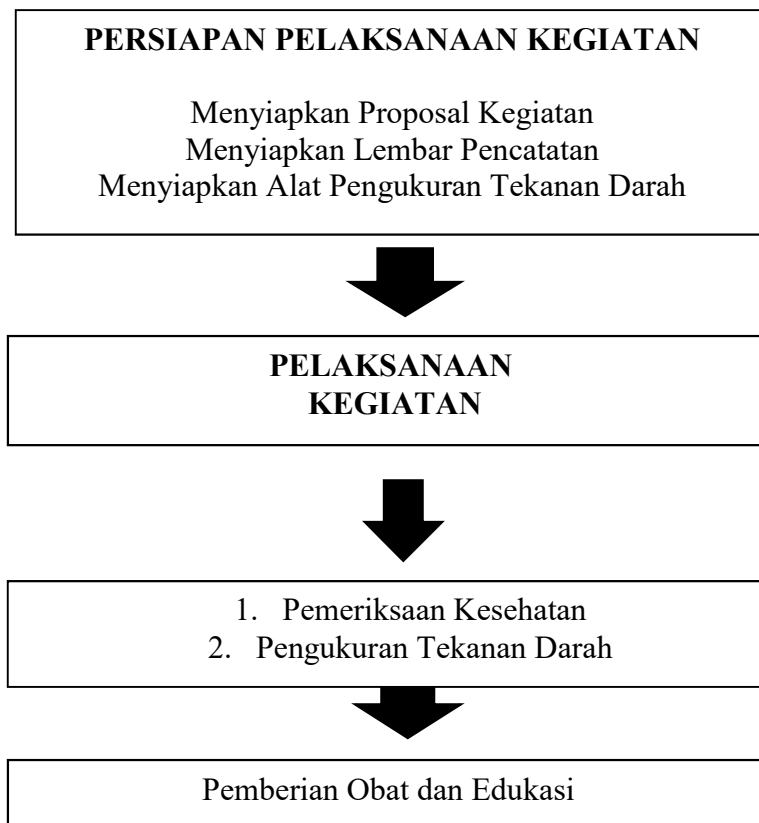 PERSIAPAN PELAKSANAAN KEGIATAN
Menyiapkan Proposal Kegiatan
Menyiapkan Lembar Pencatatan
Menyiapkan Alat Pengukuran Tekanan Darah
PELAKSANAAN
KEGIATAN
1. Pemeriksaan Kesehatan
2. Pengukuran Tekanan Darah
Pemberian Obat dan Edukasi